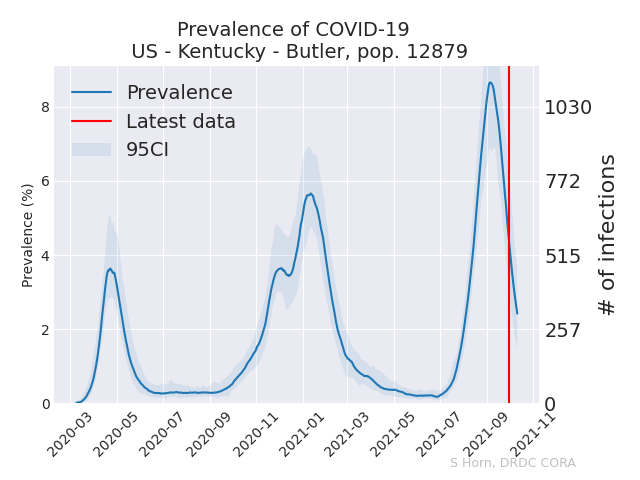 Prevalence of COVID-19
US - Kentucky - Butler, pop. 12879
Prevalence
Latest data
95CI
Prevalence (%)
8
6
4
2
0
1030
772
515
257
0
# of infections
2020-03
2020-05
2020-07
2020-09
2020-11
2021-01
2021-03
2021-05
2021-07
2021-09
2021-11
S Horn, DRDC CORA